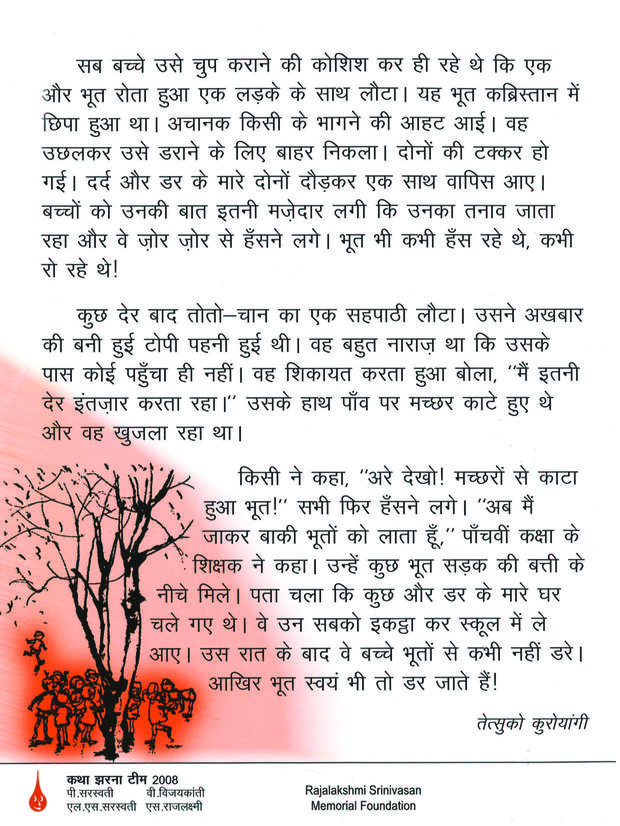 सब बच्चे उसे चुप कराने की कोशिश कर ही रहे थे कि एक
और भूत रोता हुआ एक लड़के के साथ लौटा। यह भूत कब्रिस्तान में
छिपा हुआ था। अचानक किसी के भागने की आहट आई। वह
उछलकर उसे डराने के लिए बाहर निकला। दोनों की टक्कर हो
गई। दर्द और डर के मारे दोनों दौड़कर एक साथ वापिस आए।
बच्चों को उनकी बात इतनी मज़ेदार लगी कि उनका तनाव जाता
रहा और वे ज़ोर ज़ोर से हँसने लगे। भूत भी कभी हँस रहे थे, कभी
रो रहे थे!
कुछ देर बाद तोतो–चान का एक सहपाठी लौटा। उसने अखबार
की बनी हुई टोपी पहनी हुई थी। वह बहुत नाराज़ था कि उसके
पास कोई पहुँचा ही नहीं। वह शिकायत करता हुआ बोला, "मैं इतनी
देर इंतज़ार करता रहा।" उसके हाथ पाँव पर मच्छर काटे हुए थे
और वह खुजला रहा था।
किसी ने कहा, "अरे देखो! मच्छरों से काटा
हुआ भूत!" सभी फिर हँसने लगे। "अब मैं
जाकर बाकी भूतों को लाता हूँ," पाँचवीं कक्षा के
शिक्षक ने कहा। उन्हें कुछ भूत सड़क की बत्ती के
नीचे मिले। पता चला कि कुछ और डर के मारे घर
चले गए थे। वे उन सबको इकट्ठा कर स्कूल में ले
आए। उस रात के बाद वे बच्चे भूतों से कभी नहीं डरे।
आखिर भूत स्वयं भी तो डर जाते हैं!
तेत्सुको कुरोयांगी
कथा झरना टीम 2008
पी.सरस्वती वी.विजयकांती
एल.एस.सरस्वती एस.राजलक्ष्मी
Rajalakshmi Srinivasan
Memorial Foundation